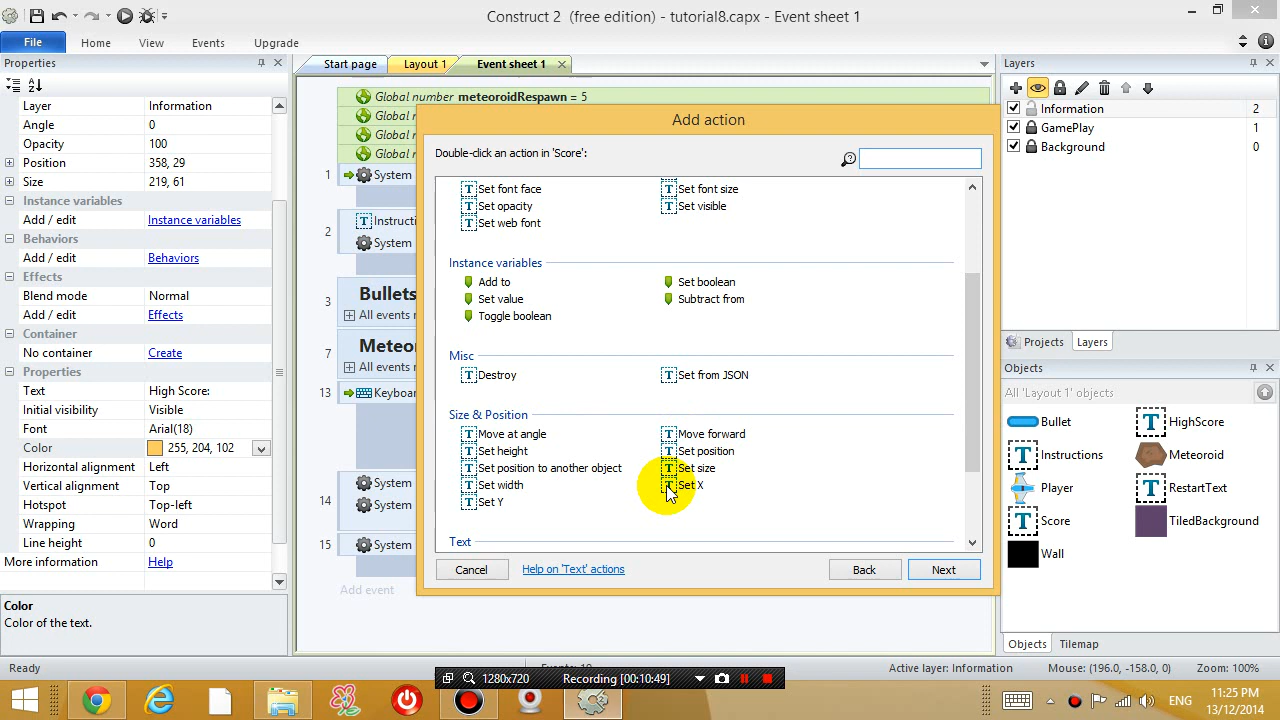 Construct 2 (free edition) - tutorial8.capx - Event sheet 1
File Home View Events Upgrade
Properties
Layer Information
Angle 0
Opacity 100
Position 358, 29
Size 219, 61
Instance variables
Add / edit Instance variables
Behaviors
Add / edit Behaviors
Effects
Blend mode Normal
Add / edit Effects
Container
No container Create
Properties
Text High Score:
Initial visibility Visible
Font Arial(18)
Color 255, 204, 102
Horizontal alignment Left
Vertical alignment Top
Hotspot Top-left
Wrapping Word
Line height 0
More information Help
Color
Color of the text.
Start page Layout 1 Event sheet 1
Global number meteoroidRespawn = 5
Global
Global
Global
1 System
2 Instructi
System
3 Bullets
All events
7 Meteo
All events
13 Keyboar
14 System
System
15 System
Add event
Add action
Double-click an action in 'Score':
Set font face Set font size
Set opacity Set visible
Set web font
Instance variables
Add to Set boolean
Set value Subtract from
Toggle boolean
Misc
Destroy Set from JSON
Size & Position
Move at angle Move forward
Set height Set position
Set position to another object Set size
Set width Set X
Set Y
Text
Cancel Help on 'Text' actions Back Next
Layers
Information 2
GamePlay 1
Background 0
Projects Layers
Objects
All 'Layout 1' objects
Bullet HighScore
Instructions Meteoroid
Player RestartText
Score TiledBackground
Wall
Objects Tilemap
Ready Active layer: Information Mouse: (196.0, -158.0, 0) Zoom: 100%
1280x720 Recording [00:10:49]
ENG 11:25 PM
13/12/2014